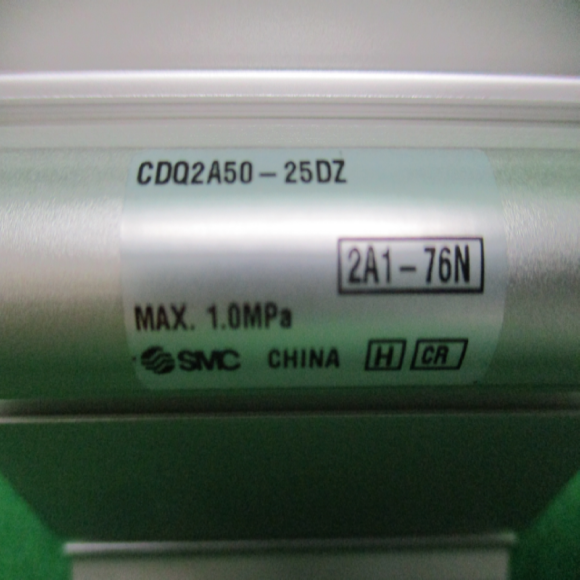 CDQ2A50-25DZ
2A1-76N
MAX. 1.0MPa
SMC CHINA H CR